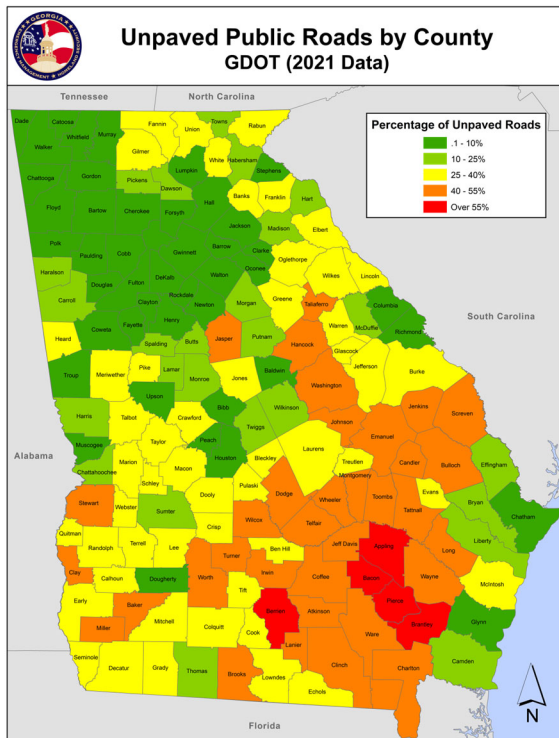 GEORGIA
EMERGENCY MANAGEMENT
HOMELAND SECURITY
Unpaved Public Roads by County
GDOT (2021 Data)
Tennessee
North Carolina
Percentage of Unpaved Roads
.1 - 10%
10 - 25%
25 - 40%
40 - 55%
Over 55%
Dade
Catoosa
Whitfield
Murray
Fannin
Union
Towns
Rabun
Walker
Gilmer
White
Habersham
Lumpkin
Stephens
Chattooga
Gordon
Pickens
Dawson
Banks
Franklin
Hart
Floyd
Bartow
Cherokee
Forsyth
Hall
Jackson
Madison
Elbert
Polk
Paulding
Cobb
Gwinnett
Barrow
Clarke
Oglethorpe
Oconee
Wilkes
Lincoln
Haralson
Douglas
Fulton
DeKalb
Walton
Carroll
Clayton
Rockdale
Newton
Morgan
Greene
Taliaferro
Columbia
Coweta
Fayette
Henry
Warren
McDuffie
Richmond
South Carolina
Heard
Spalding
Butts
Jasper
Putnam
Hancock
Glascock
Jefferson
Burke
Troup
Meriwether
Pike
Lamar
Monroe
Jones
Baldwin
Washington
Harris
Upson
Talbot
Crawford
Bibb
Wilkinson
Twiggs
Johnson
Jenkins
Screven
Muscogee
Taylor
Peach
Houston
Bleckley
Laurens
Emanuel
Alabama
Chattahoochee
Marion
Macon
Treutlen
Candler
Bulloch
Effingham
Schley
Dooly
Pulaski
Dodge
Montgomery
Wheeler
Toombs
Evans
Bryan
Chatham
Stewart
Webster
Sumter
Crisp
Wilcox
Telfair
Tattnall
Liberty
Quitman
Randolph
Terrell
Lee
Turner
Ben Hill
Jeff Davis
Appling
Long
Clay
Calhoun
Dougherty
Worth
Irwin
Coffee
Bacon
Wayne
McIntosh
Early
Baker
Tift
Berrien
Atkinson
Pierce
Brantley
Glynn
Miller
Mitchell
Colquitt
Cook
Lanier
Ware
Seminole
Decatur
Grady
Thomas
Brooks
Lowndes
Clinch
Echols
Charlton
Camden
Florida
N